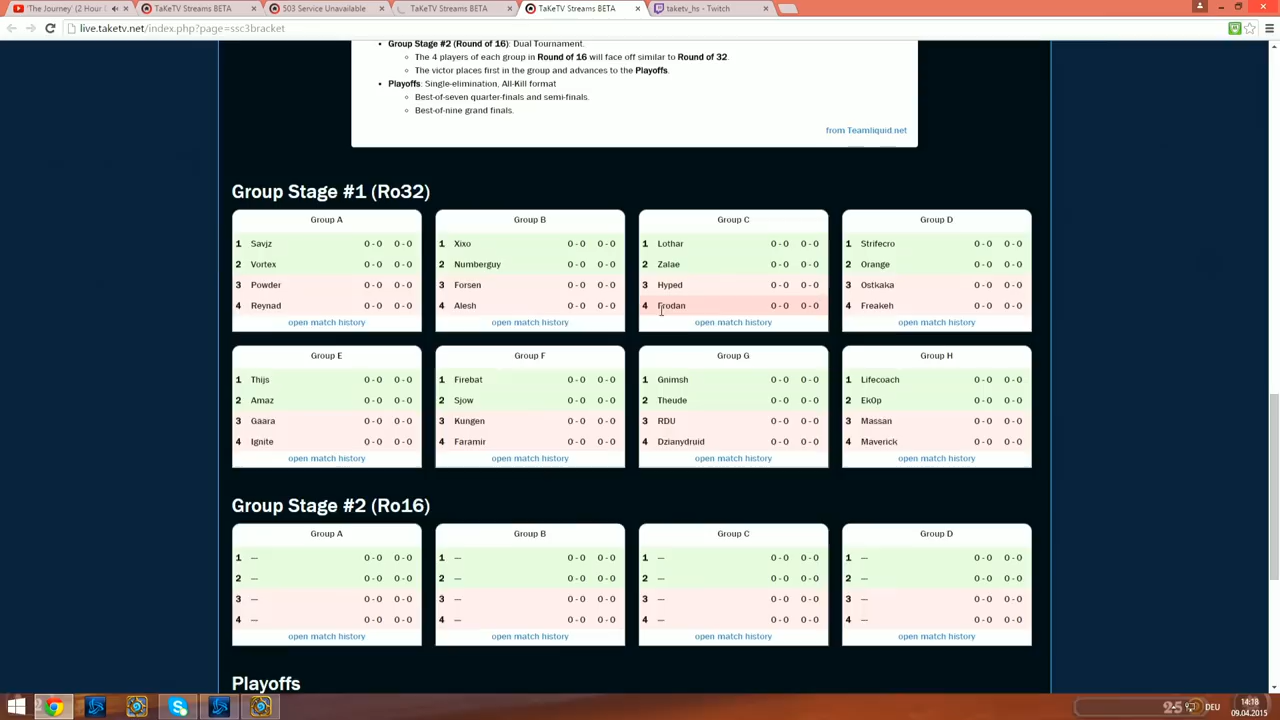 'The Journey' (2 Hour
TaKeTV Streams BETA
503 Service Unavailable
TaKeTV Streams BETA
TaKeTV Streams BETA
taketv_hs - Twitch
live.taketv.net/index.php?page=ssc3bracket
Group Stage #2 (Round of 16): Dual Tournament.
The 4 players of each group in Round of 16 will face off similar to Round of 32.
The victor places first in the group and advances to the Playoffs.
Playoffs: Single-elimination, All-Kill format
Best-of-seven quarter-finals and semi-finals.
Best-of-nine grand finals.
from Teamliquid.net
Group Stage #1 (Ro32)
Group A
1 Savjz 0 - 0 0 - 0
2 Vortex 0 - 0 0 - 0
3 Powder 0 - 0 0 - 0
4 Reynad 0 - 0 0 - 0
open match history
Group B
1 Xixo 0 - 0 0 - 0
2 Numberguy 0 - 0 0 - 0
3 Forsen 0 - 0 0 - 0
4 Alesh 0 - 0 0 - 0
open match history
Group C
1 Lothar 0 - 0 0 - 0
2 Zalae 0 - 0 0 - 0
3 Hyped 0 - 0 0 - 0
4 Frodan 0 - 0 0 - 0
open match history
Group D
1 Strifecro 0 - 0 0 - 0
2 Orange 0 - 0 0 - 0
3 Ostkaka 0 - 0 0 - 0
4 Freakeh 0 - 0 0 - 0
open match history
Group E
1 Thijs 0 - 0 0 - 0
2 Amaz 0 - 0 0 - 0
3 Gaara 0 - 0 0 - 0
4 Ignite 0 - 0 0 - 0
open match history
Group F
1 Firebat 0 - 0 0 - 0
2 Sjow 0 - 0 0 - 0
3 Kungen 0 - 0 0 - 0
4 Faramir 0 - 0 0 - 0
open match history
Group G
1 Gnimsh 0 - 0 0 - 0
2 Theude 0 - 0 0 - 0
3 RDU 0 - 0 0 - 0
4 Dzianydruid 0 - 0 0 - 0
open match history
Group H
1 Lifecoach 0 - 0 0 - 0
2 Ek0p 0 - 0 0 - 0
3 Massan 0 - 0 0 - 0
4 Maverick 0 - 0 0 - 0
open match history
Group Stage #2 (Ro16)
Group A
1 --- 0 - 0 0 - 0
2 --- 0 - 0 0 - 0
3 --- 0 - 0 0 - 0
4 --- 0 - 0 0 - 0
open match history
Group B
1 --- 0 - 0 0 - 0
2 --- 0 - 0 0 - 0
3 --- 0 - 0 0 - 0
4 --- 0 - 0 0 - 0
open match history
Group C
1 --- 0 - 0 0 - 0
2 --- 0 - 0 0 - 0
3 --- 0 - 0 0 - 0
4 --- 0 - 0 0 - 0
open match history
Group D
1 --- 0 - 0 0 - 0
2 --- 0 - 0 0 - 0
3 --- 0 - 0 0 - 0
4 --- 0 - 0 0 - 0
open match history
Playoffs
DEU
14:18
09.04.2015